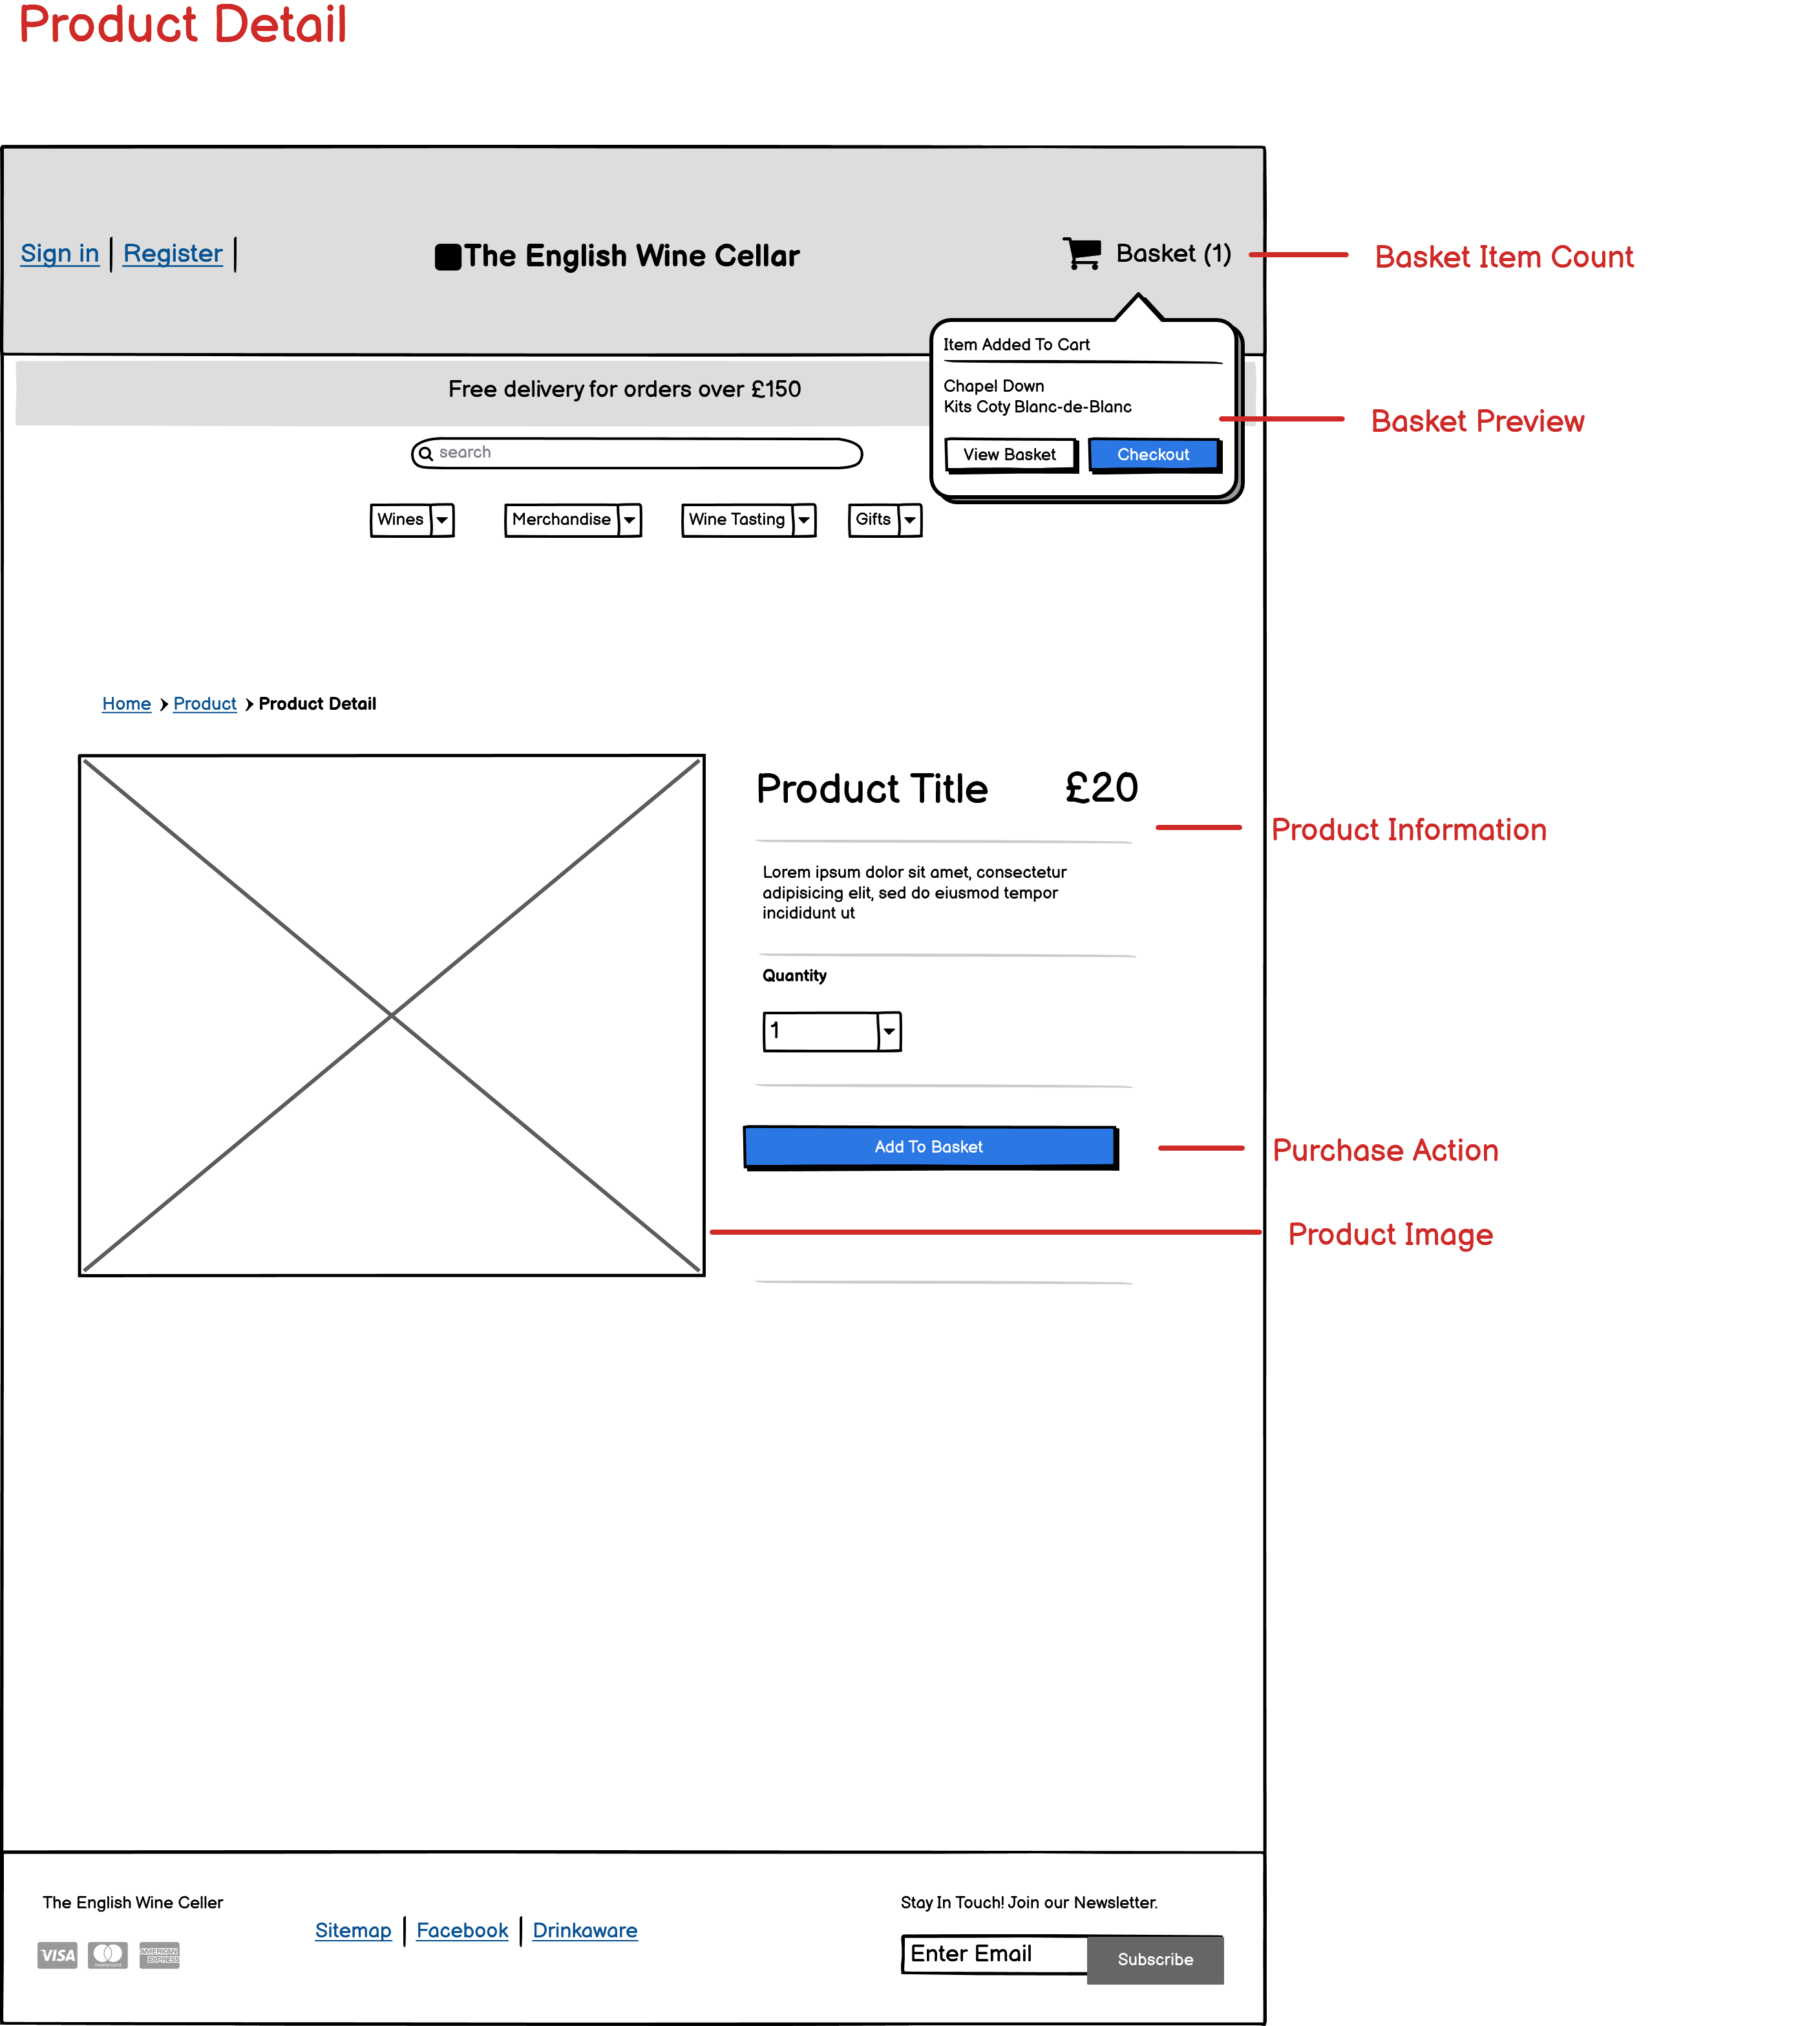 Product Detail
Sign in | Register |
The English Wine Cellar
Basket (1)
Basket Item Count
Item Added To Cart
Free delivery for orders over £150
Chapel Down
Kits Coty Blanc-de-Blanc
Basket Preview
search
View Basket
Checkout
Wines
Merchandise
Wine Tasting
Gifts
Home
Product
Product Detail
Product Title
£20
Product Information
Lorem ipsum dolor sit amet, consectetur
adipisicing elit, sed do eiusmod tempor
incididunt ut
Quantity
1
Add To Basket
Purchase Action
Product Image
The English Wine Celler
Stay In Touch! Join our Newsletter.
Sitemap | Facebook | Drinkaware
VISA
mastercard
AMERICAN
EXPRESS
Enter Email
Subscribe